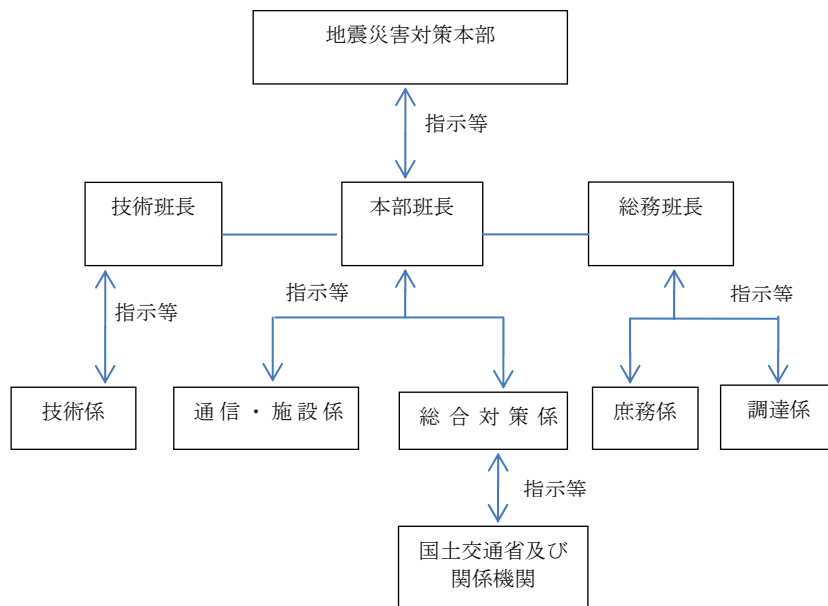 地震災害対策本部
指示等
技術班長
本部班長
総務班長
指示等
指示等
指示等
技術係
通信・施設係
総合対策係
庶務係
調達係
指示等
国土交通省及び
関係機関